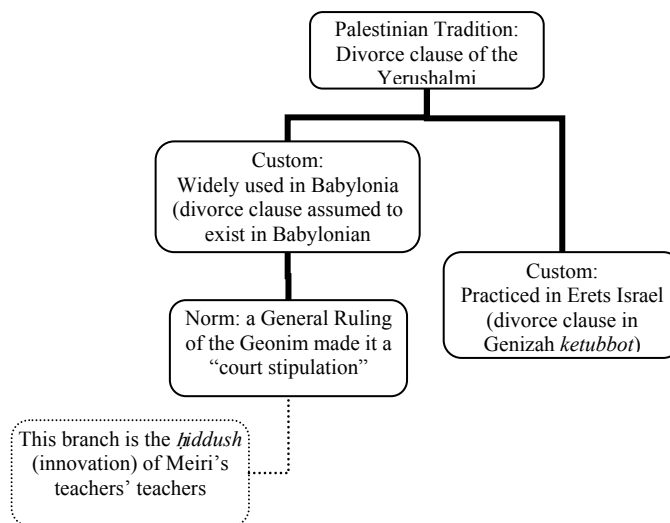 Palestinian Tradition:
Divorce clause of the
Yerushalmi
Custom:
Widely used in Babylonia
(divorce clause assumed to
exist in Babylonian
Custom:
Practiced in Erets Israel
(divorce clause in
Genizah ketubbot)
Norm: a General Ruling
of the Geonim made it a
“court stipulation”
This branch is the ḥiddush
(innovation) of Meiri’s
teachers’ teachers